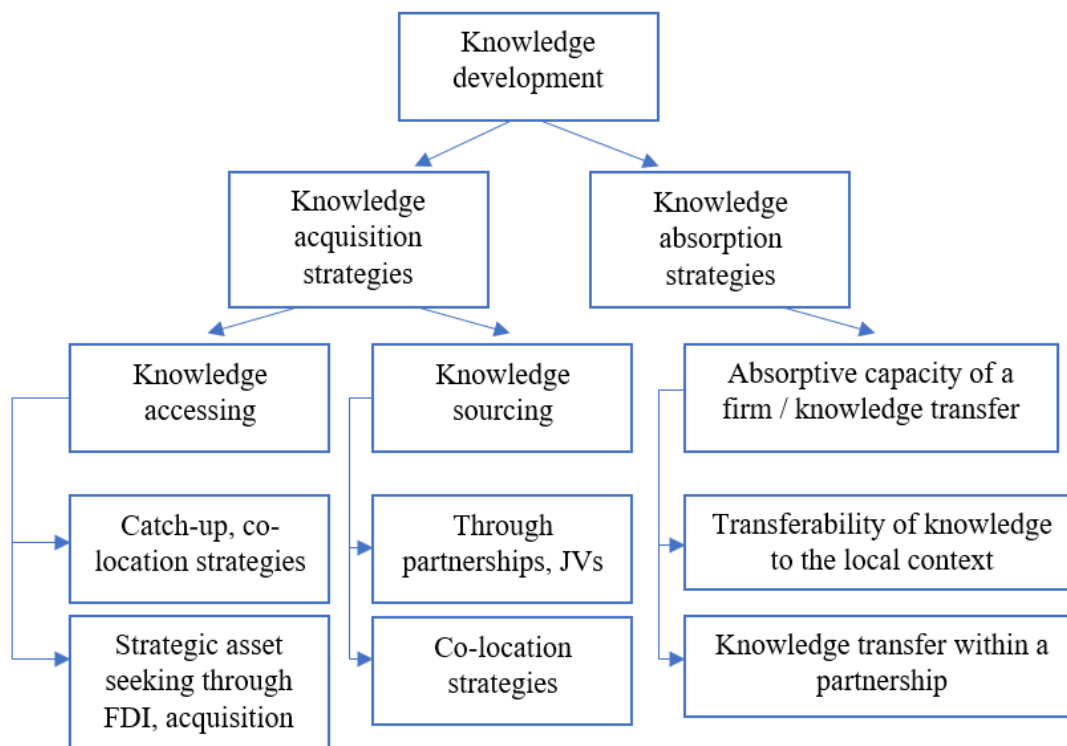 Knowledge
development
Knowledge
acquisition
strategies
Knowledge
absorption
strategies
Knowledge
accessing
Knowledge
sourcing
Absorptive capacity of a
firm / knowledge transfer
Catch-up, co-
location strategies
Through
partnerships, JVs
Transferability of knowledge
to the local context
Strategic asset
seeking through
FDI, acquisition
Co-location
strategies
Knowledge transfer within a
partnership